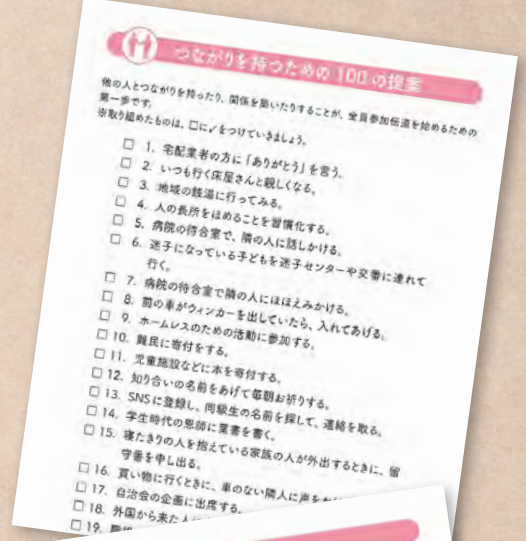 つながりを持つための100の提案
他の人とつながりを持ったり、関係を築いたりすることが、全員参加伝道を始めるための
第一歩です。
※取り組めたものは、□に✓をつけていきましょう。
□ 1. 宅配業者の方に「ありがとう」を言う。
□ 2. いつも行く床屋さんと親しくなる。
□ 3. 地域の銭湯に行ってみる。
□ 4. 人の長所をほめることを習慣化する。
□ 5. 病院の待合室で、隣の人に話しかける。
□ 6. 迷子になっている子どもを迷子センターや交番に連れて
行く。
□ 7. 病院の待合室で隣の人にほほえみかける。
□ 8. 前の車がウィンカーを出していたら、入れてあげる。
□ 9. ホームレスのための活動に参加する。
□ 10. 難民に寄付をする。
□ 11. 児童施設などに本を寄付する。
□ 12. 知り合いの名前をあげて毎朝お祈りする。
□ 13. SNSに登録し、同級生の名前を探して、連絡を取る。
□ 14. 学生時代の恩師に葉書を書く。
□ 15. 寝たきりの人を抱えている家族の人が外出するときに、留
守番を申し出る。
□ 16. 買い物に行くときに、車のない隣人に声を
□ 17. 自治会の企画に出席する。
□ 18. 外国から来た人
□ 19.